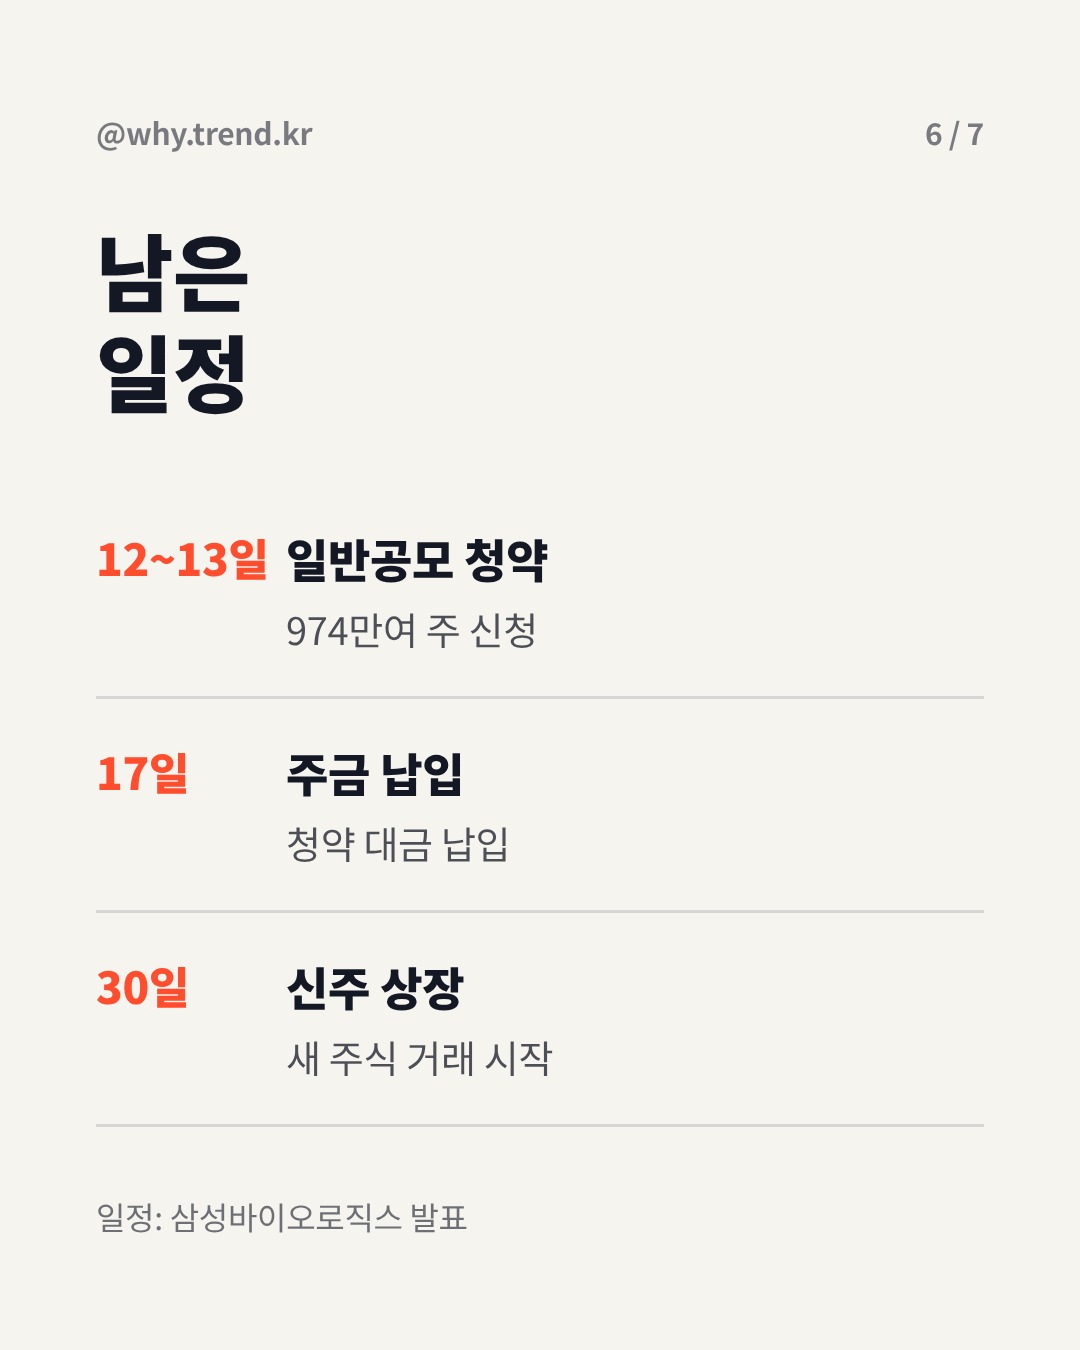 @why.trend.kr
6 / 7
남은
일정
12~13일 일반공모 청약
974만여 주 신청
17일 주금 납입
청약 대금 납입
30일 신주 상장
새 주식 거래 시작
일정: 삼성바이오로직스 발표